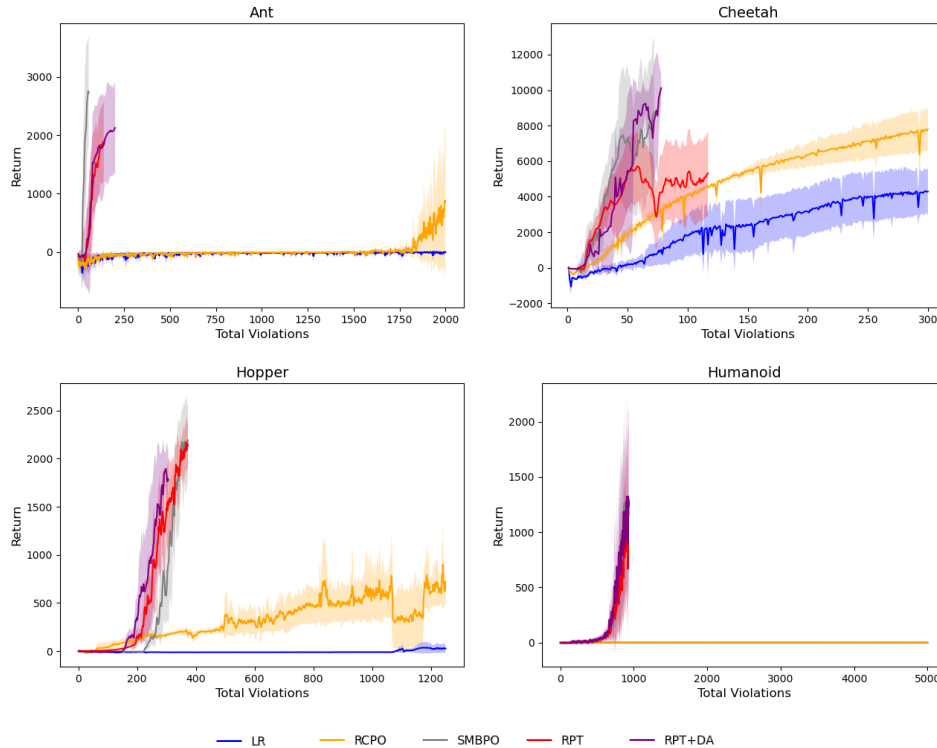 Ant
Return
3000
2000
1000
0
0 250 500 750 1000 1250 1500 1750 2000
Total Violations
Cheetah
Return
12000
10000
8000
6000
4000
2000
0
−2000
0 50 100 150 200 250 300
Total Violations
Hopper
Return
2500
2000
1500
1000
500
0
0 200 400 600 800 1000 1200
Total Violations
Humanoid
Return
2000
1500
1000
500
0
0 1000 2000 3000 4000 5000
Total Violations
LR RCPO SMBPO RPT RPT+DA